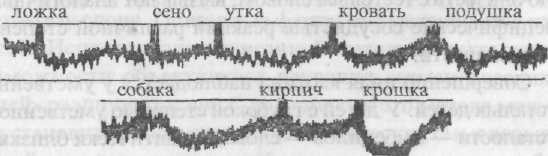 ложка сено утка кровать подушка
собака кирпич крошка